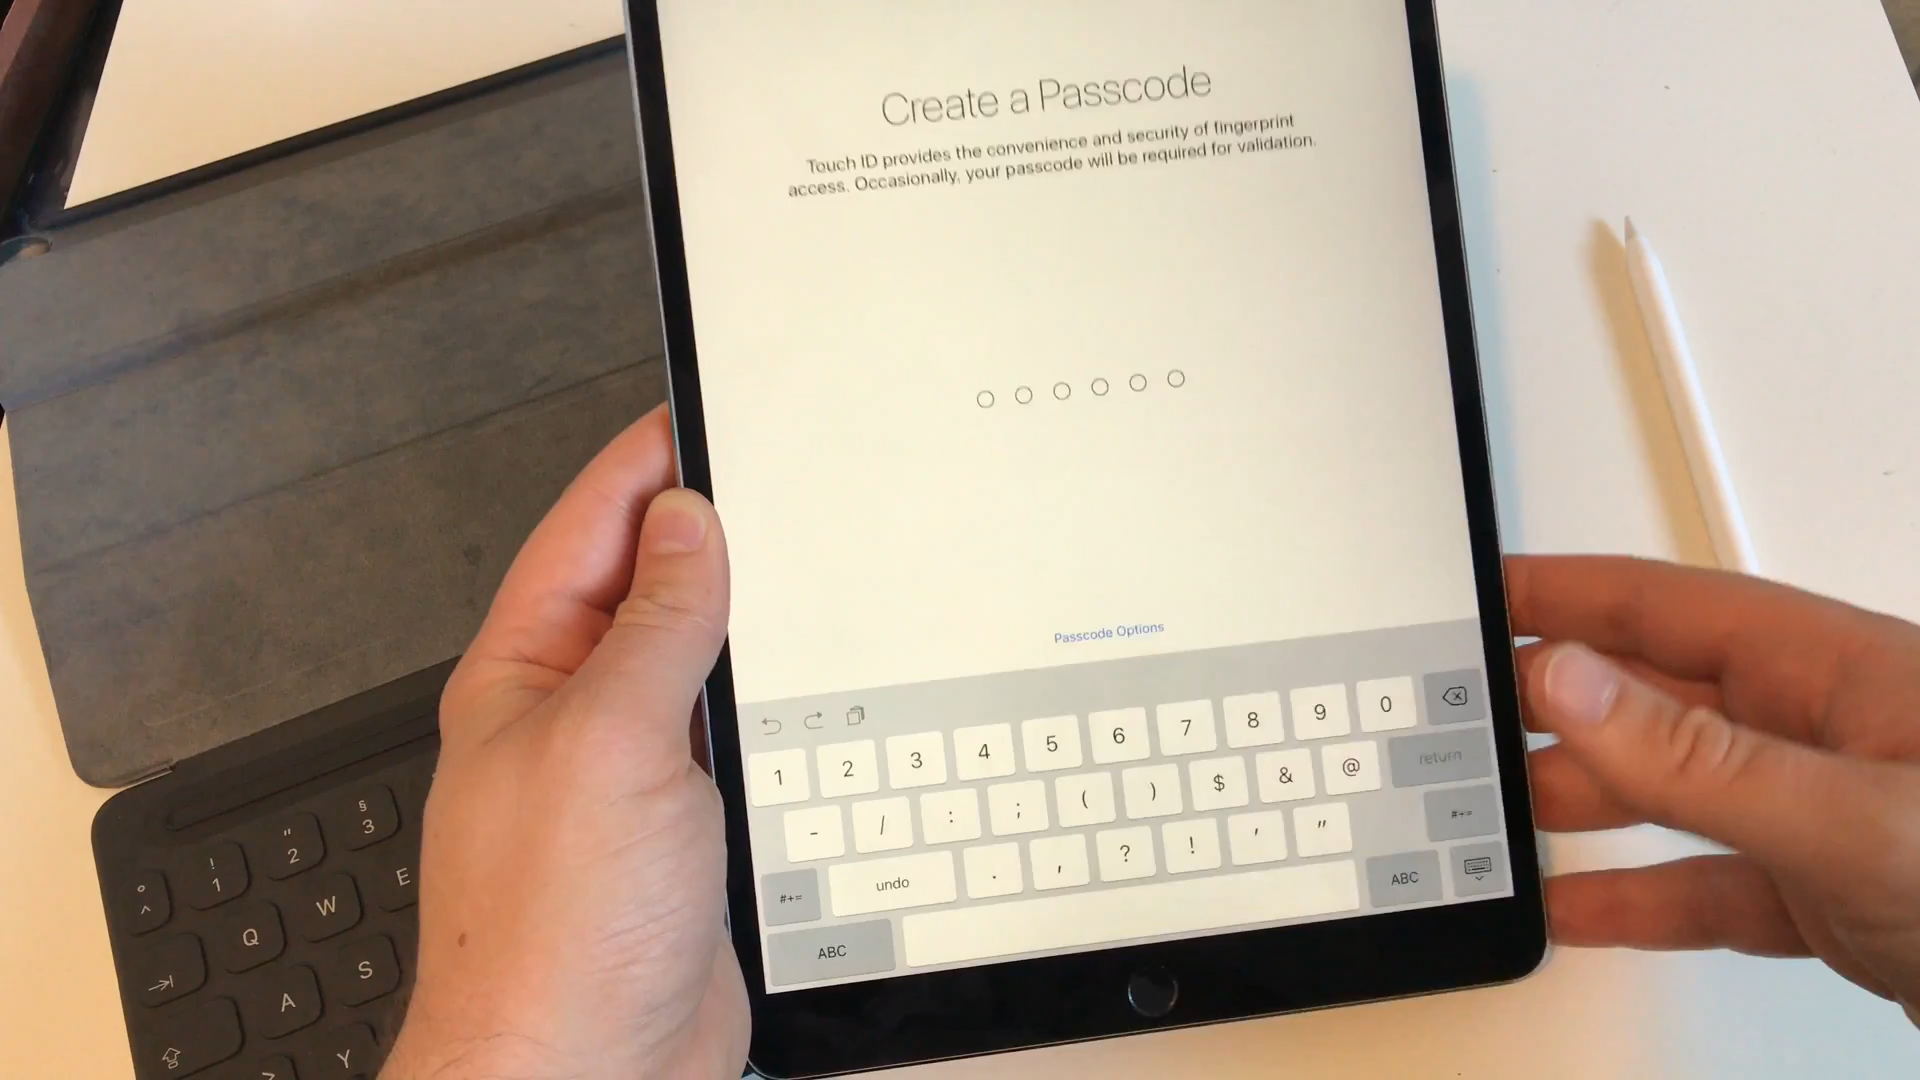 Create a Passcode
Touch ID provides the convenience and security of fingerprint
access. Occasionally, your passcode will be required for validation.
Passcode Options
1 2 3 4 5 6 7 8 9 0
- / : ; ( ) $ & @ return
#+= undo . , ? ! ' " #+=
ABC ABC
° ^ ! 1 " 2 § 3
Q W E
A S
> Y